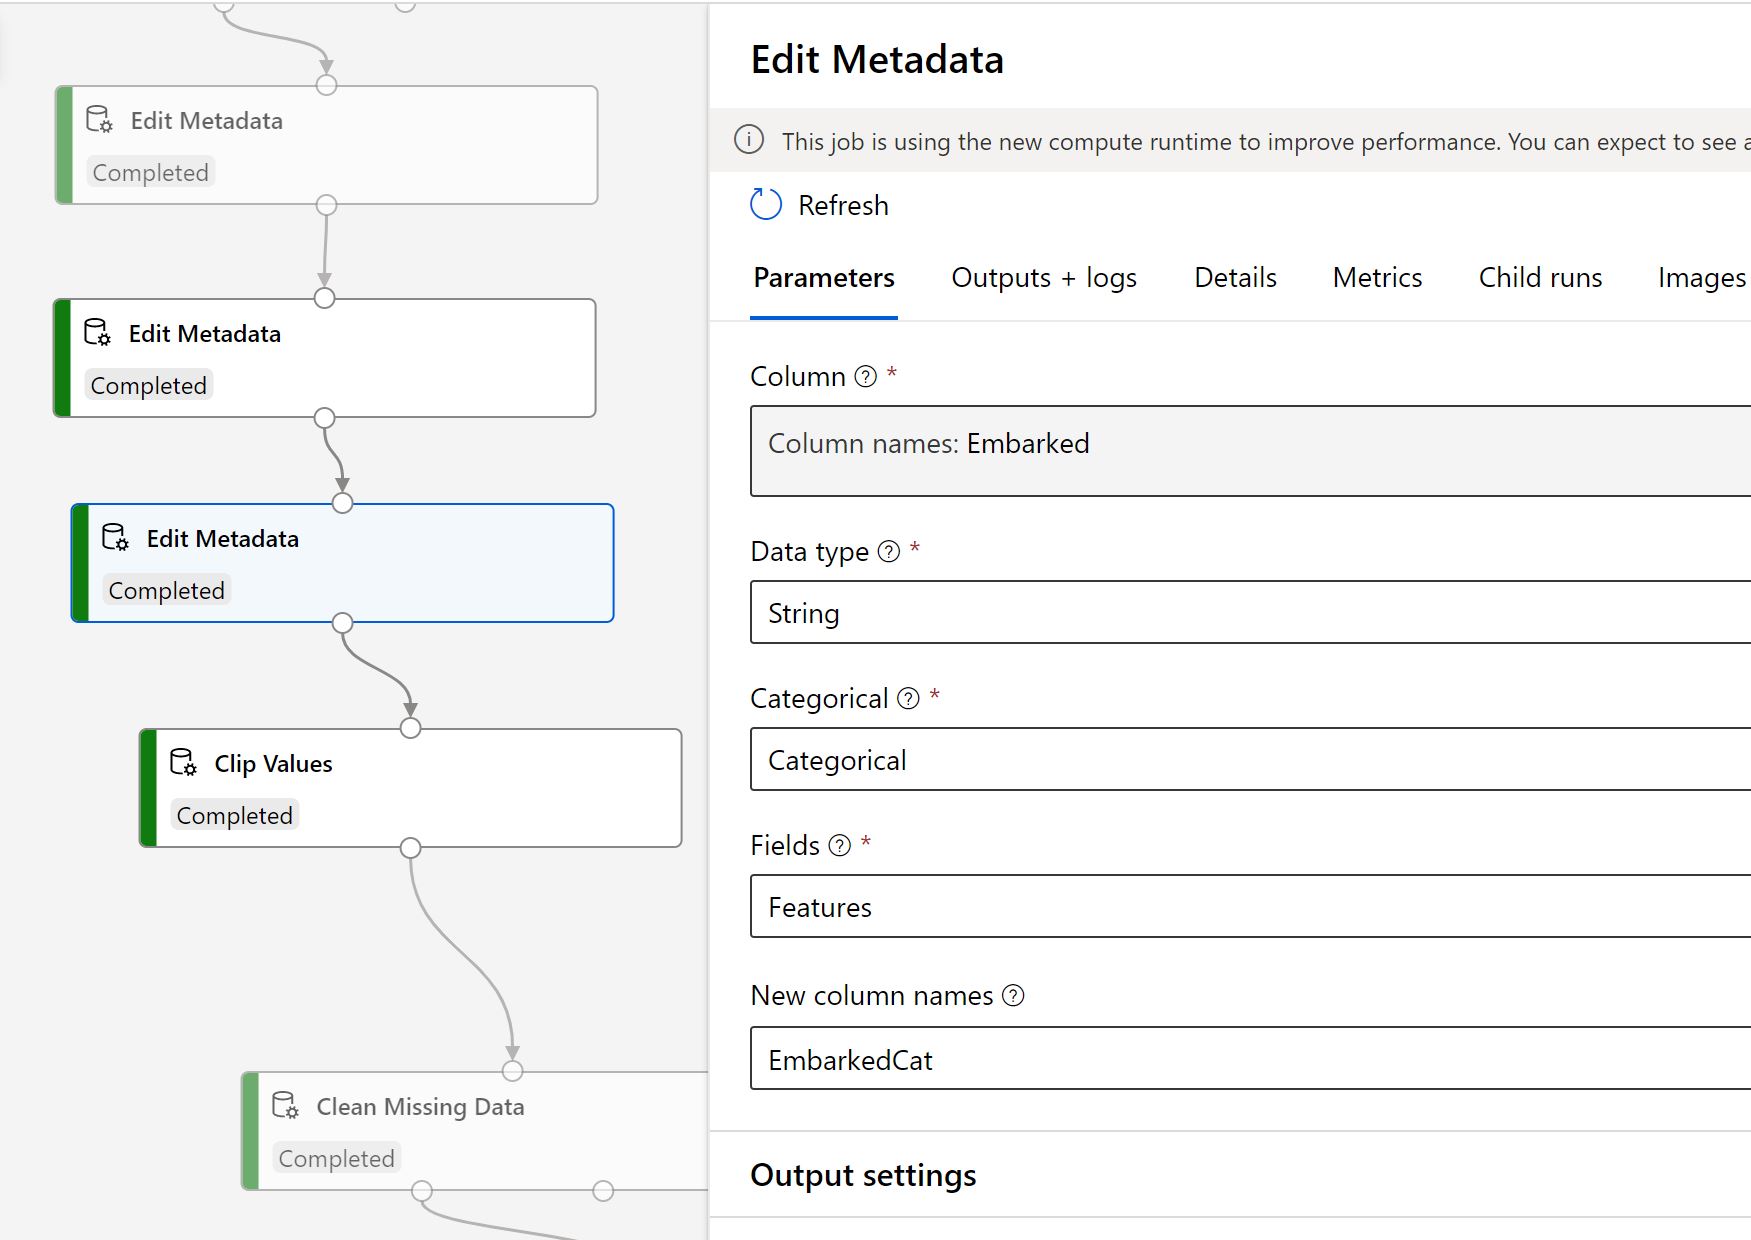 Edit Metadata
Completed
Edit Metadata
Completed
Edit Metadata
Completed
Clip Values
Completed
Clean Missing Data
Completed
Edit Metadata
This job is using the new compute runtime to improve performance. You can expect to see a
Refresh
Parameters Outputs + logs Details Metrics Child runs Images
Column *
Column names: Embarked
Data type *
String
Categorical *
Categorical
Fields *
Features
New column names
EmbarkedCat
Output settings